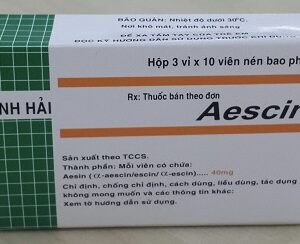 BẢO QUẢN: Nhiệt độ dưới 30°C.
Nơi khô mát, tránh ánh sáng
ĐỂ XA TẦM TAY CỦA TRẺ EM
ĐỌC KỸ HƯỚNG DẪN SỬ DỤNG TRƯỚC KHI
Hộp 3 vỉ x 10 viên nén bao ph
NH HẢI
Rx: Thuốc bán theo đơn
Aescin
Sản xuất theo TCCS.
Thành phần: Mỗi viên có chứa:
Aesin (α-aescin/escin/ α-escin)..... 40mg
Chỉ định, chống chỉ định, cách dùng, liều dùng, tác dụng
không mong muốn và các thông tin khác:
Xem tờ hướng dẫn sử dụng.